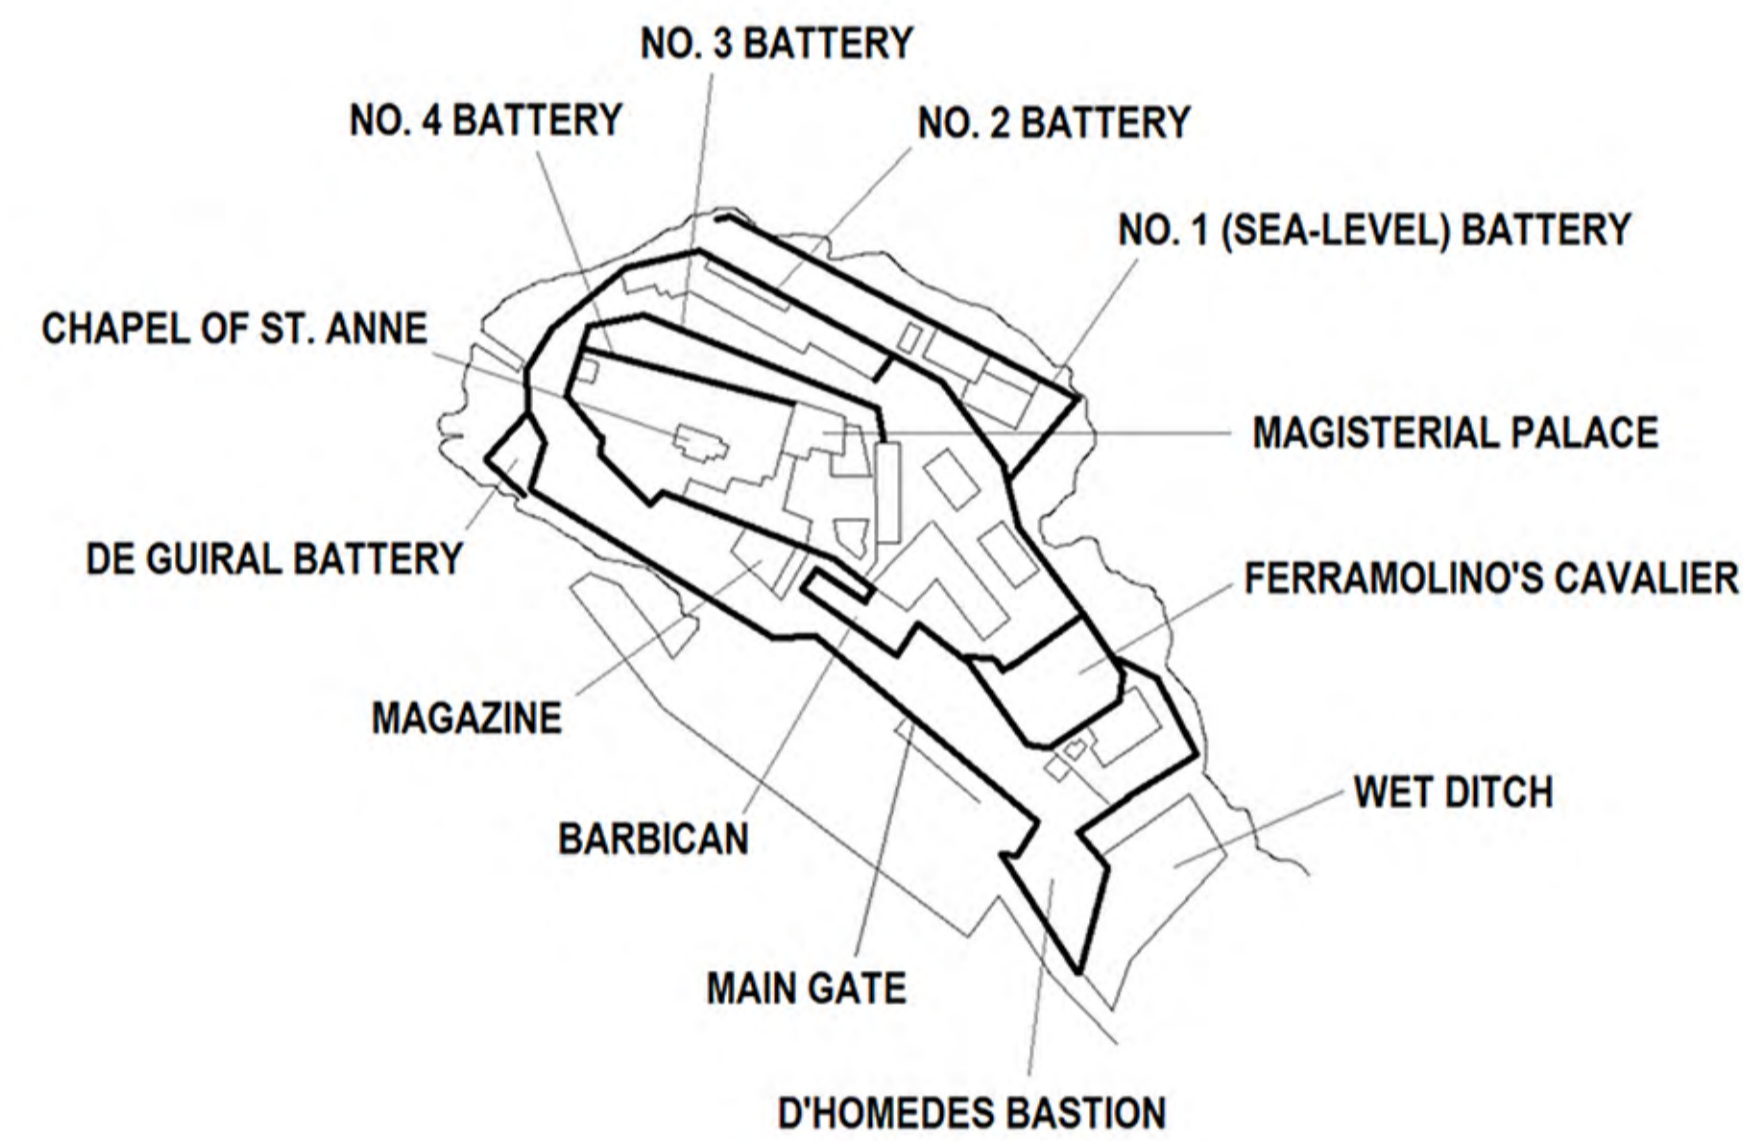 NO. 3 BATTERY
NO. 4 BATTERY
NO. 2 BATTERY
NO. 1 (SEA-LEVEL) BATTERY
CHAPEL OF ST. ANNE
MAGISTERIAL PALACE
DE GUIRAL BATTERY
FERRAMOLINO'S CAVALIER
MAGAZINE
WET DITCH
BARBICAN
MAIN GATE
D'HOMEDES BASTION